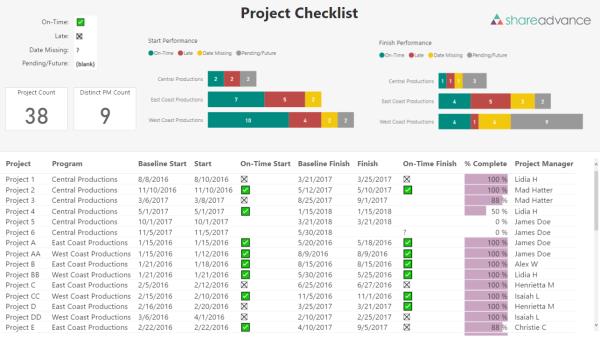 Project Checklist
shareadvance
On-Time: ✅
Late: ☒
Date Missing: ?
Pending/Future: (blank)
Project Count
38
Distinct PM Count
9
Start Performance
On-Time Late Date Missing Pending/Future
Central Productions 2 2 2
East Coast Productions 7 5 2
West Coast Productions 10 4 2 2
Finish Performance
On-Time Late Date Missing Pending/Future
Central Productions 1 1 1 3
East Coast Productions 4 5 3 2
West Coast Productions 4 1 4 9
Project Program Baseline Start Start On-Time Start Baseline Finish Finish On-Time Finish % Complete Project Manager
Project 1 Central Productions 8/8/2016 8/10/2016 ☒ 3/21/2017 3/25/2017 ☒ 100 % Lidia H
Project 2 Central Productions 11/10/2016 11/10/2016 ✅ 5/12/2017 5/10/2017 ✅ 100 % Mad Hatter
Project 3 Central Productions 3/6/2017 3/8/2017 ☒ 8/25/2017 9/1/2017 88 % Mad Hatter
Project 4 Central Productions 5/1/2017 5/1/2017 ✅ 1/15/2018 1/15/2018 50 % Lidia H
Project 5 Central Productions 10/1/2017 10/1/2017 3/21/2018 3/21/2018 0 % James Doe
Project 6 Central Productions 11/5/2017 11/5/2017 5/30/2018 ? 0 % James Doe
Project A East Coast Productions 1/15/2016 1/15/2016 ✅ 5/20/2016 5/18/2016 ✅ 100 % James Doe
Project AA West Coast Productions 1/15/2016 1/15/2016 ✅ 8/9/2016 8/9/2016 ✅ 100 % James Doe
Project B East Coast Productions 1/21/2016 1/21/2016 ✅ 8/15/2016 8/15/2016 ✅ 100 % Alex W
Project BB West Coast Productions 1/21/2016 1/21/2016 ✅ 5/30/2016 5/25/2016 ✅ 100 % Lidia H
Project C East Coast Productions 2/5/2016 2/10/2016 ☒ 6/25/2016 6/27/2016 ☒ 100 % Henrietta M
Project CC West Coast Productions 2/15/2016 2/10/2016 ✅ 11/5/2016 11/1/2016 ✅ 100 % Isaiah L
Project D East Coast Productions 2/16/2016 2/20/2016 ☒ 3/25/2017 3/21/2017 ✅ 100 % Henrietta M
Project DD West Coast Productions 3/6/2016 4/1/2016 ☒ 2/10/2017 2/10/2017 ✅ 100 % Isaiah L
Project E East Coast Productions 2/22/2016 2/22/2016 ✅ 4/10/2017 9/5/2017 ☒ 88 % Christie C